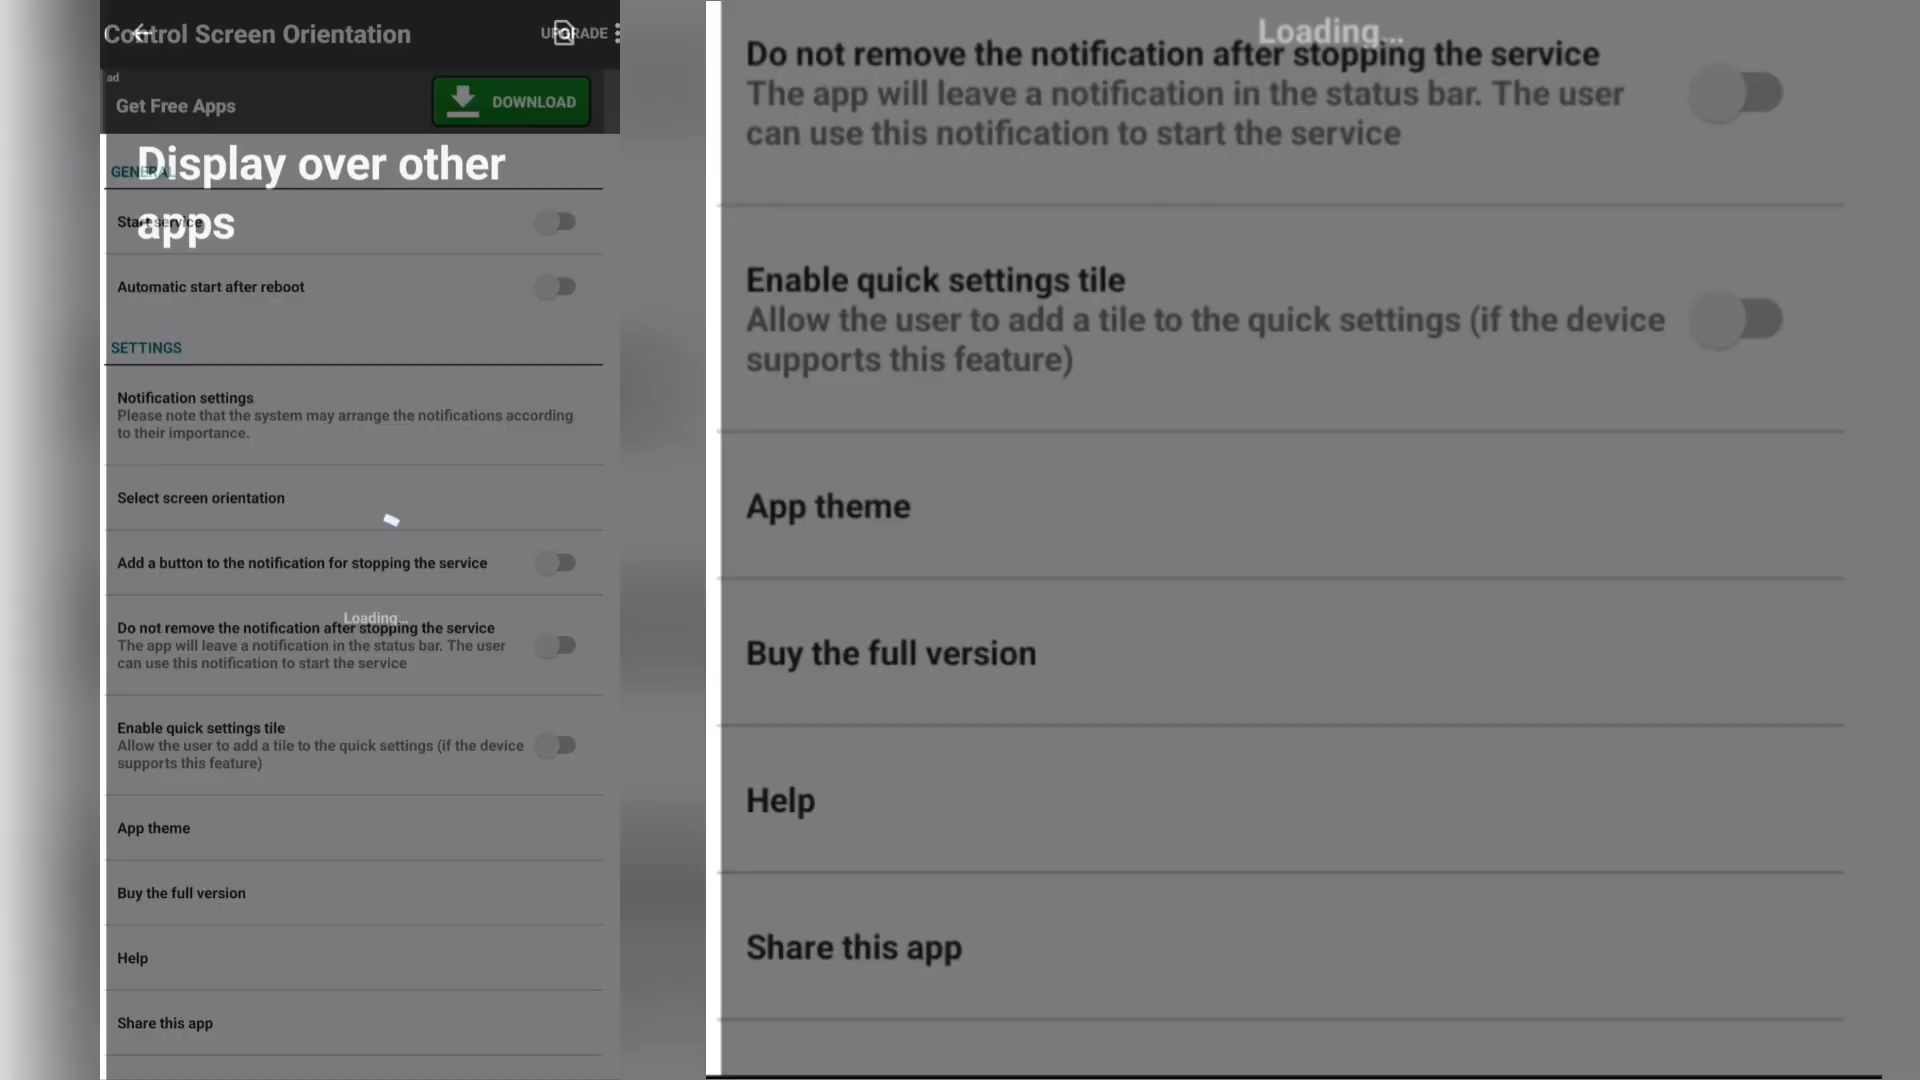 Control Screen Orientation
UPGRADE
ad
Get Free Apps
DOWNLOAD
Display over other
apps
GENERAL
Start service
Automatic start after reboot
SETTINGS
Notification settings
Please note that the system may arrange the notifications according
to their importance.
Select screen orientation
Add a button to the notification for stopping the service
Loading...
Do not remove the notification after stopping the service
The app will leave a notification in the status bar. The user
can use this notification to start the service
Enable quick settings tile
Allow the user to add a tile to the quick settings (if the device
supports this feature)
App theme
Buy the full version
Help
Share this app
Loading...
Do not remove the notification after stopping the service
The app will leave a notification in the status bar. The user
can use this notification to start the service
Enable quick settings tile
Allow the user to add a tile to the quick settings (if the device
supports this feature)
App theme
Buy the full version
Help
Share this app